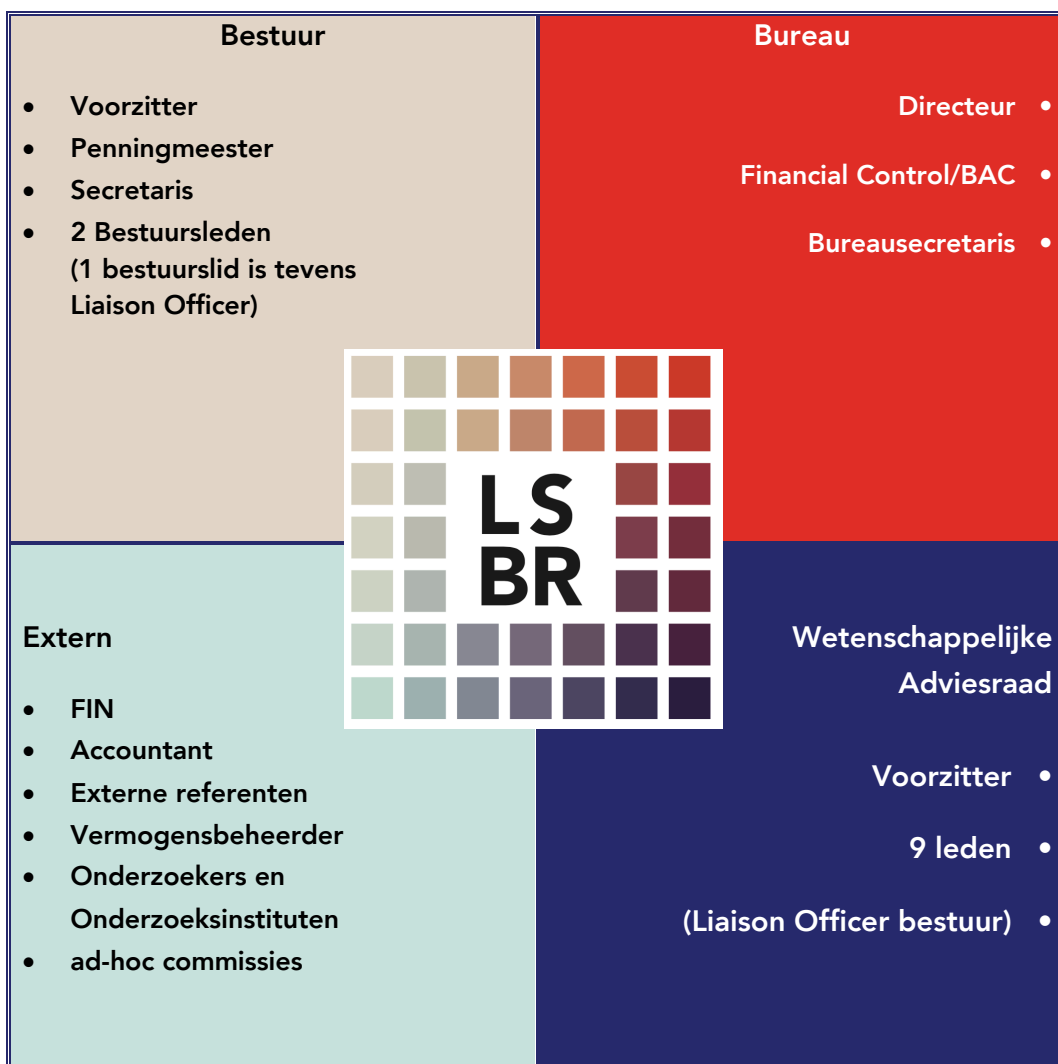 Bestuur
• Voorzitter
• Penningmeester
• Secretaris
• 2 Bestuursleden
(1 bestuurslid is tevens
Liaison Officer)
Bureau
Directeur •
Financial Control/BAC •
Bureausecretaris •
LS
BR
Extern
• FIN
• Accountant
• Externe referenten
• Vermogensbeheerder
• Onderzoekers en
Onderzoeksinstituten
• ad-hoc commissies
Wetenschappelijke
Adviesraad
Voorzitter •
9 leden •
(Liaison Officer bestuur) •